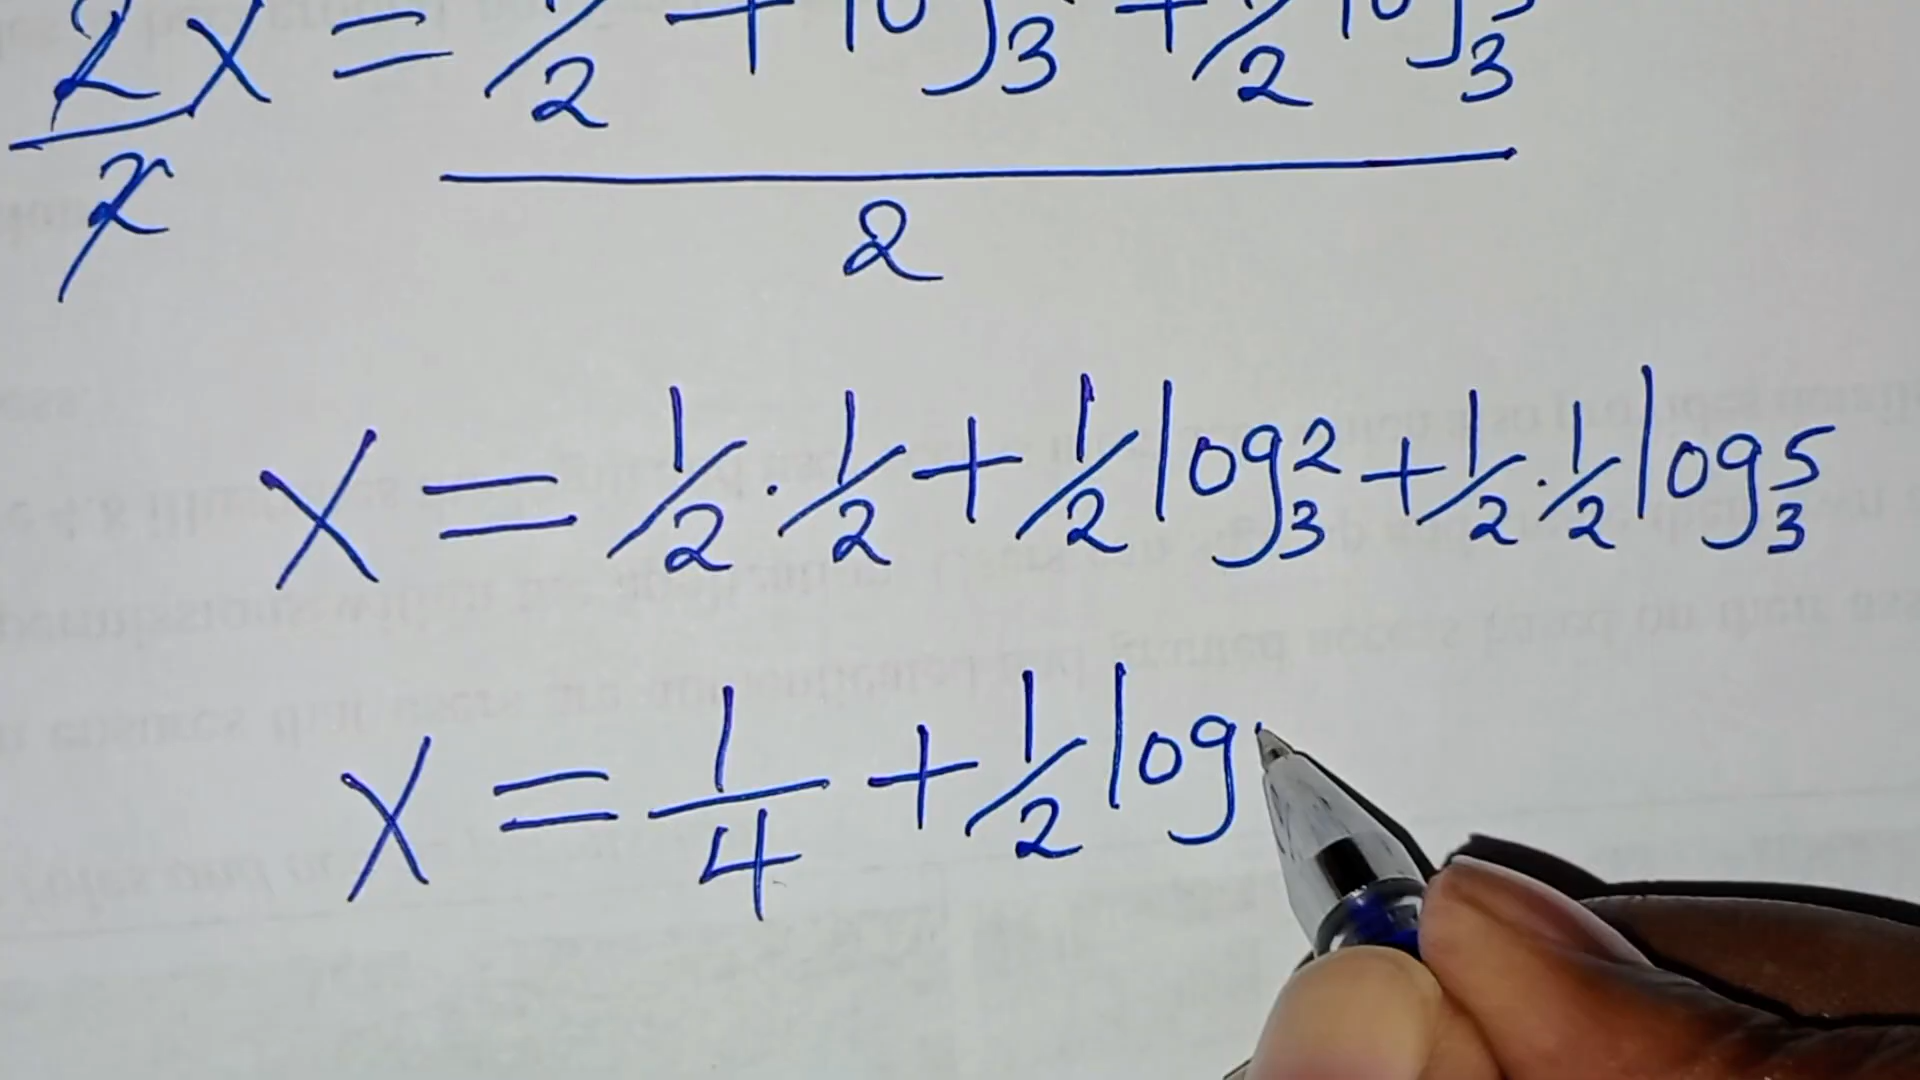 2x = 1/2 + log₃ + 1/2 log₃
2 2
x = 1/2 · 1/2 + 1/2 log₃2 + 1/2 · 1/2 log₃5
x = 1/4 + 1/2 log